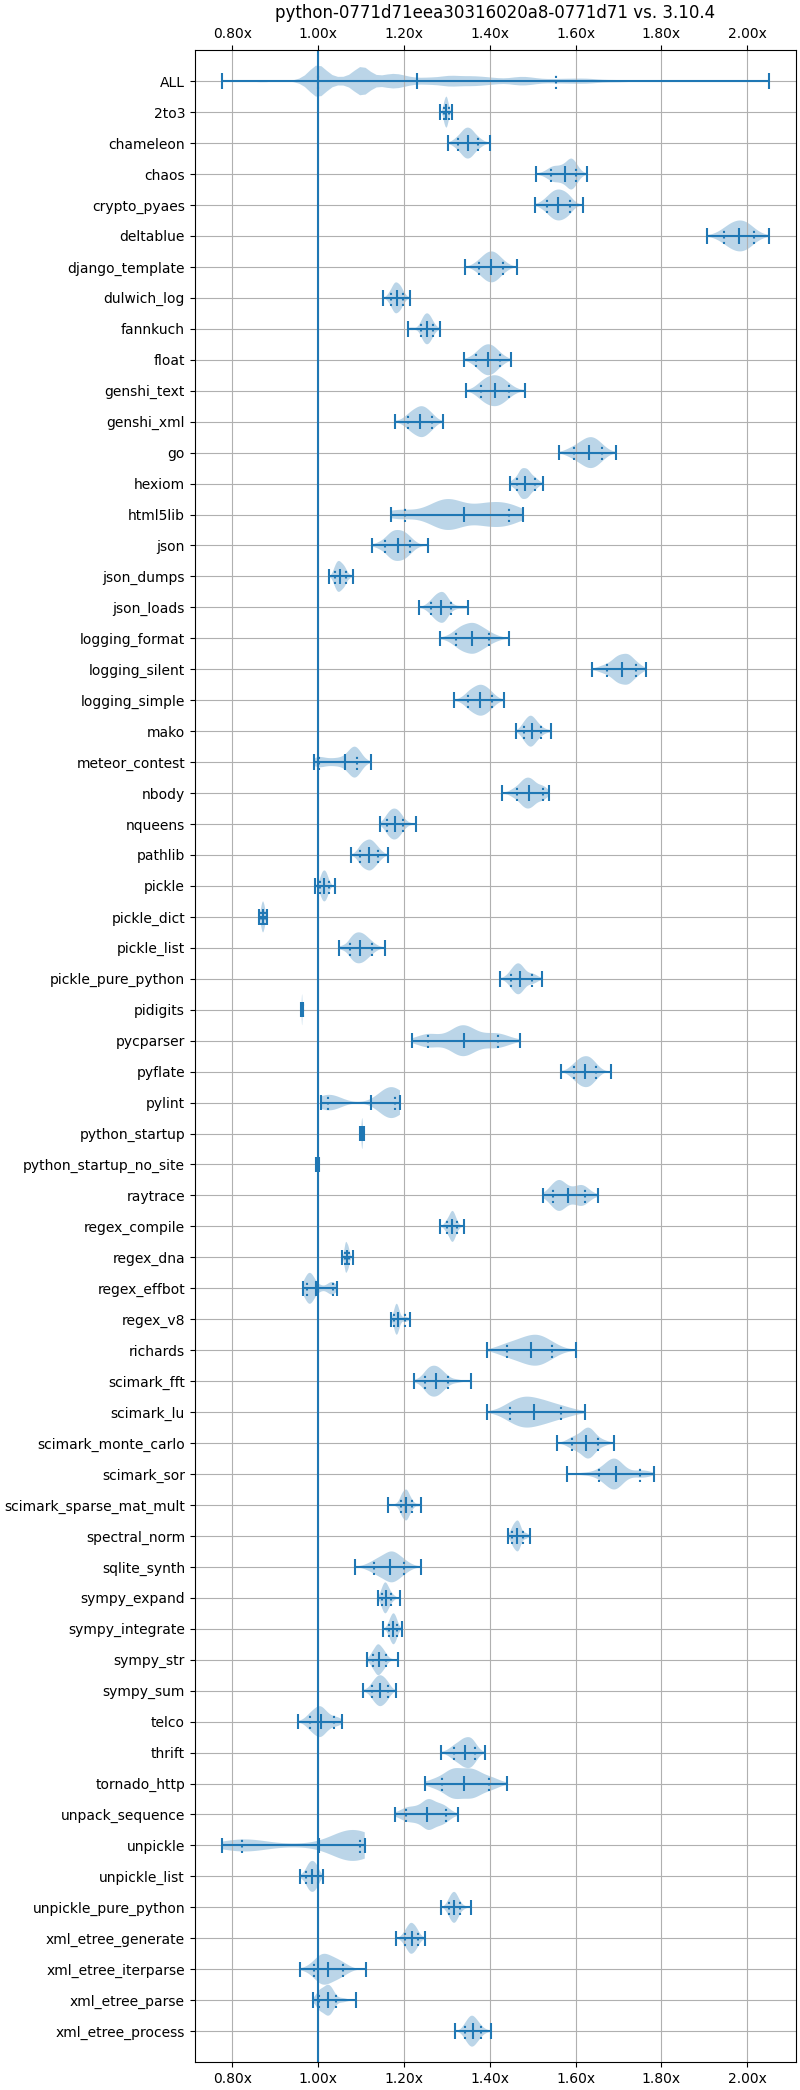 python-0771d71eea30316020a8-0771d71 vs. 3.10.4
0.80x 1.00x 1.20x 1.40x 1.60x 1.80x 2.00x
ALL
2to3
chameleon
chaos
crypto_pyaes
deltablue
django_template
dulwich_log
fannkuch
float
genshi_text
genshi_xml
go
hexiom
html5lib
json
json_dumps
json_loads
logging_format
logging_silent
logging_simple
mako
meteor_contest
nbody
nqueens
pathlib
pickle
pickle_dict
pickle_list
pickle_pure_python
pidigits
pycparser
pyflate
pylint
python_startup
python_startup_no_site
raytrace
regex_compile
regex_dna
regex_effbot
regex_v8
richards
scimark_fft
scimark_lu
scimark_monte_carlo
scimark_sor
scimark_sparse_mat_mult
spectral_norm
sqlite_synth
sympy_expand
sympy_integrate
sympy_str
sympy_sum
telco
thrift
tornado_http
unpack_sequence
unpickle
unpickle_list
unpickle_pure_python
xml_etree_generate
xml_etree_iterparse
xml_etree_parse
xml_etree_process
0.80x 1.00x 1.20x 1.40x 1.60x 1.80x 2.00x